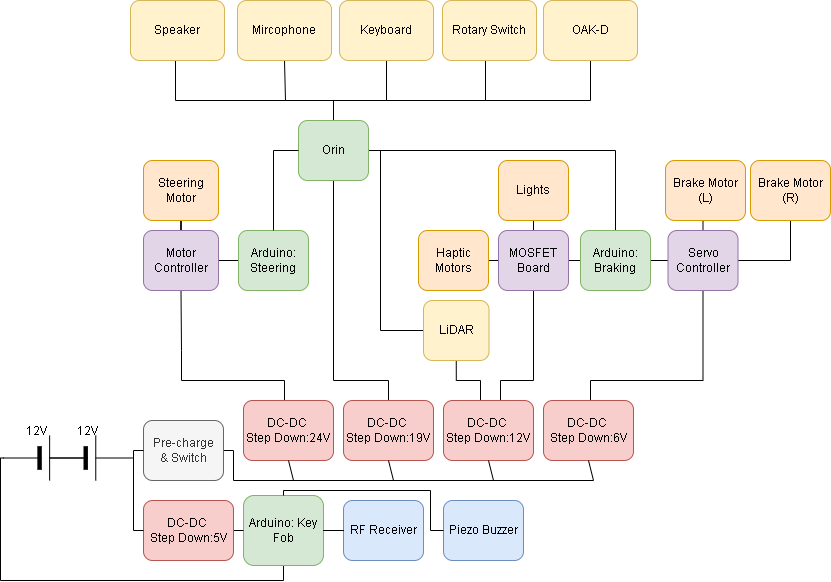 Speaker
Mircophone
Keyboard
Rotary Switch
OAK-D
Orin
Steering
Motor
Lights
Brake Motor
(L)
Brake Motor
(R)
Motor
Controller
Arduino:
Steering
Haptic
Motors
MOSFET
Board
Arduino:
Braking
Servo
Controller
LiDAR
DC-DC
Step Down:24V
DC-DC
Step Down:19V
DC-DC
Step Down:12V
DC-DC
Step Down:6V
12V
12V
Pre-charge
& Switch
DC-DC
Step Down:5V
Arduino: Key
Fob
RF Receiver
Piezo Buzzer